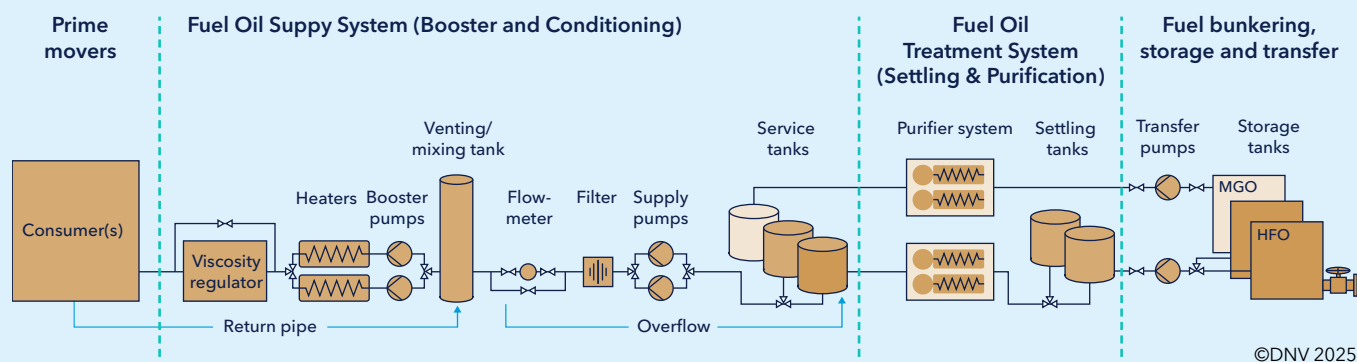 Prime
movers
Fuel Oil Suppy System (Booster and Conditioning)
Fuel Oil
Treatment System
(Settling & Purification)
Fuel bunkering,
storage and transfer
Consumer(s)
Viscosity
regulator
Heaters
Booster
pumps
Venting/
mixing tank
Flow-
meter
Filter
Supply
pumps
Service
tanks
Purifier system
Settling
tanks
Transfer
pumps
Storage
tanks
MGO
HFO
Return pipe
Overflow
©DNV 2025